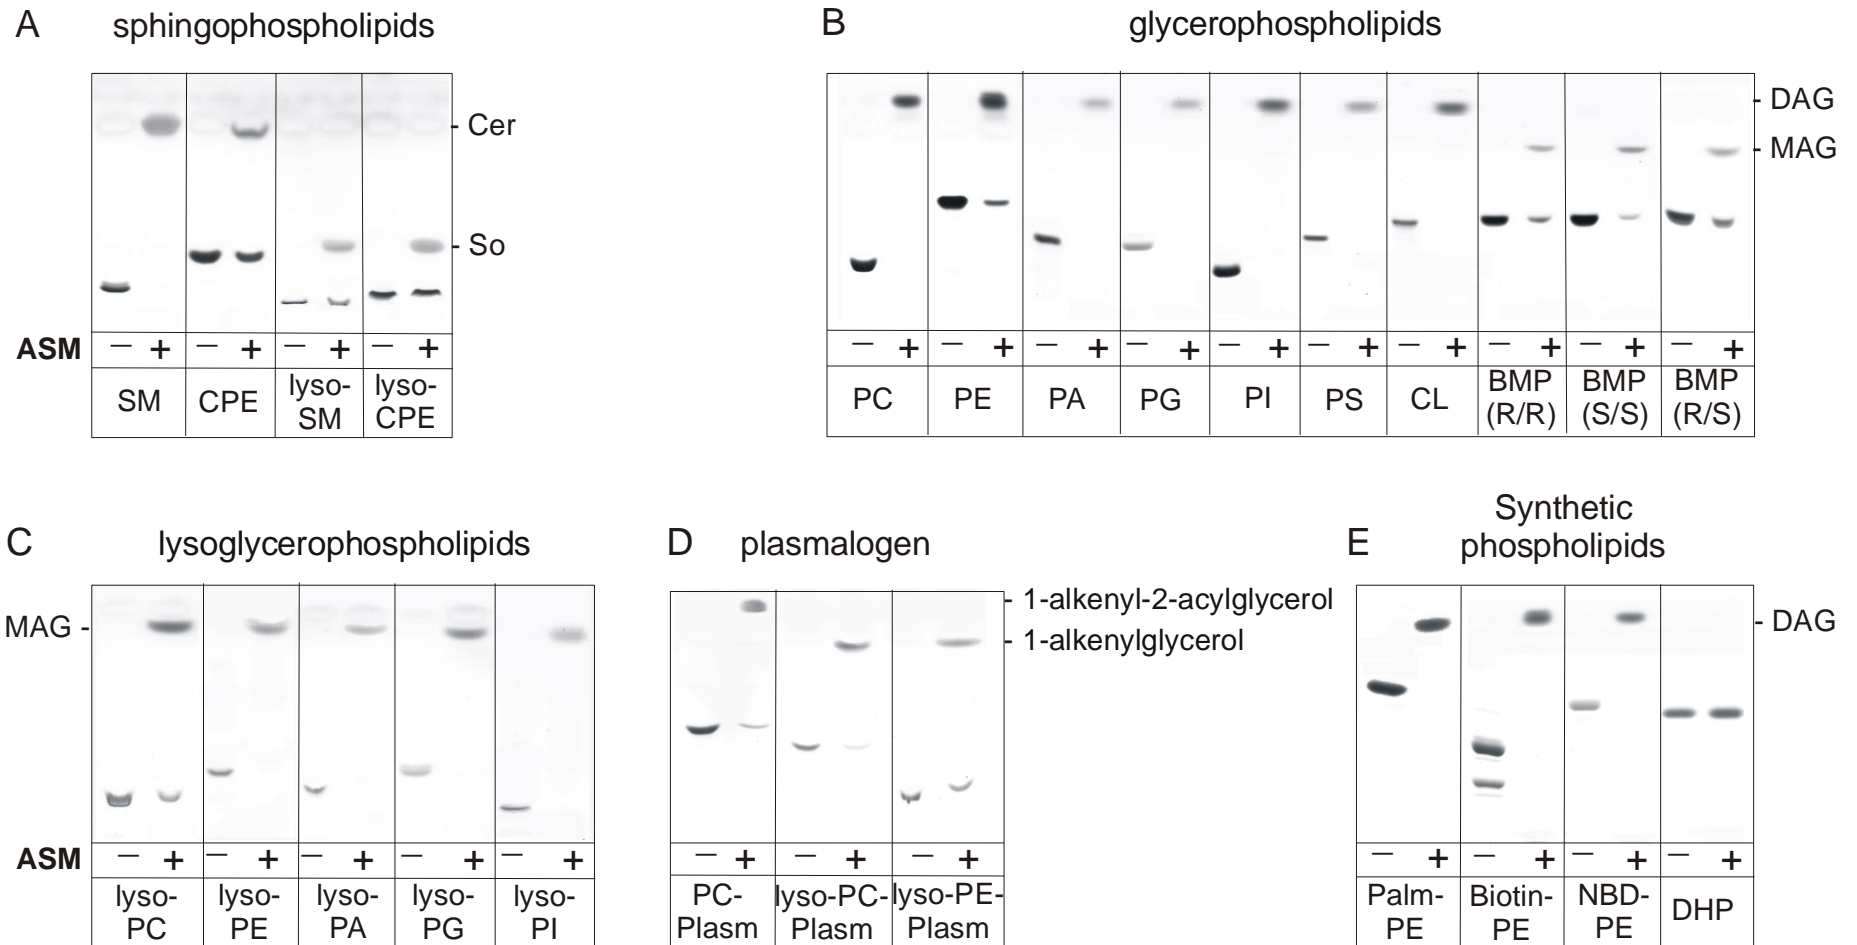 A sphingophospholipids
- Cer
- So
ASM − + − + − + − +
SM CPE lyso-SM lyso-CPE
B glycerophospholipids
- DAG
- MAG
− + − + − + − + − + − + − + − + − + − +
PC PE PA PG PI PS CL BMP (R/R) BMP (S/S) BMP (R/S)
C lysoglycerophospholipids
MAG -
ASM − + − + − + − + − +
lyso-PC lyso-PE lyso-PA lyso-PG lyso-PI
D plasmalogen
- 1-alkenyl-2-acylglycerol
- 1-alkenylglycerol
− + − + − +
PC-Plasm lyso-PC-Plasm lyso-PE-Plasm
E Synthetic
phospholipids
- DAG
− + − + − + − +
Palm-PE Biotin-PE NBD-PE DHP